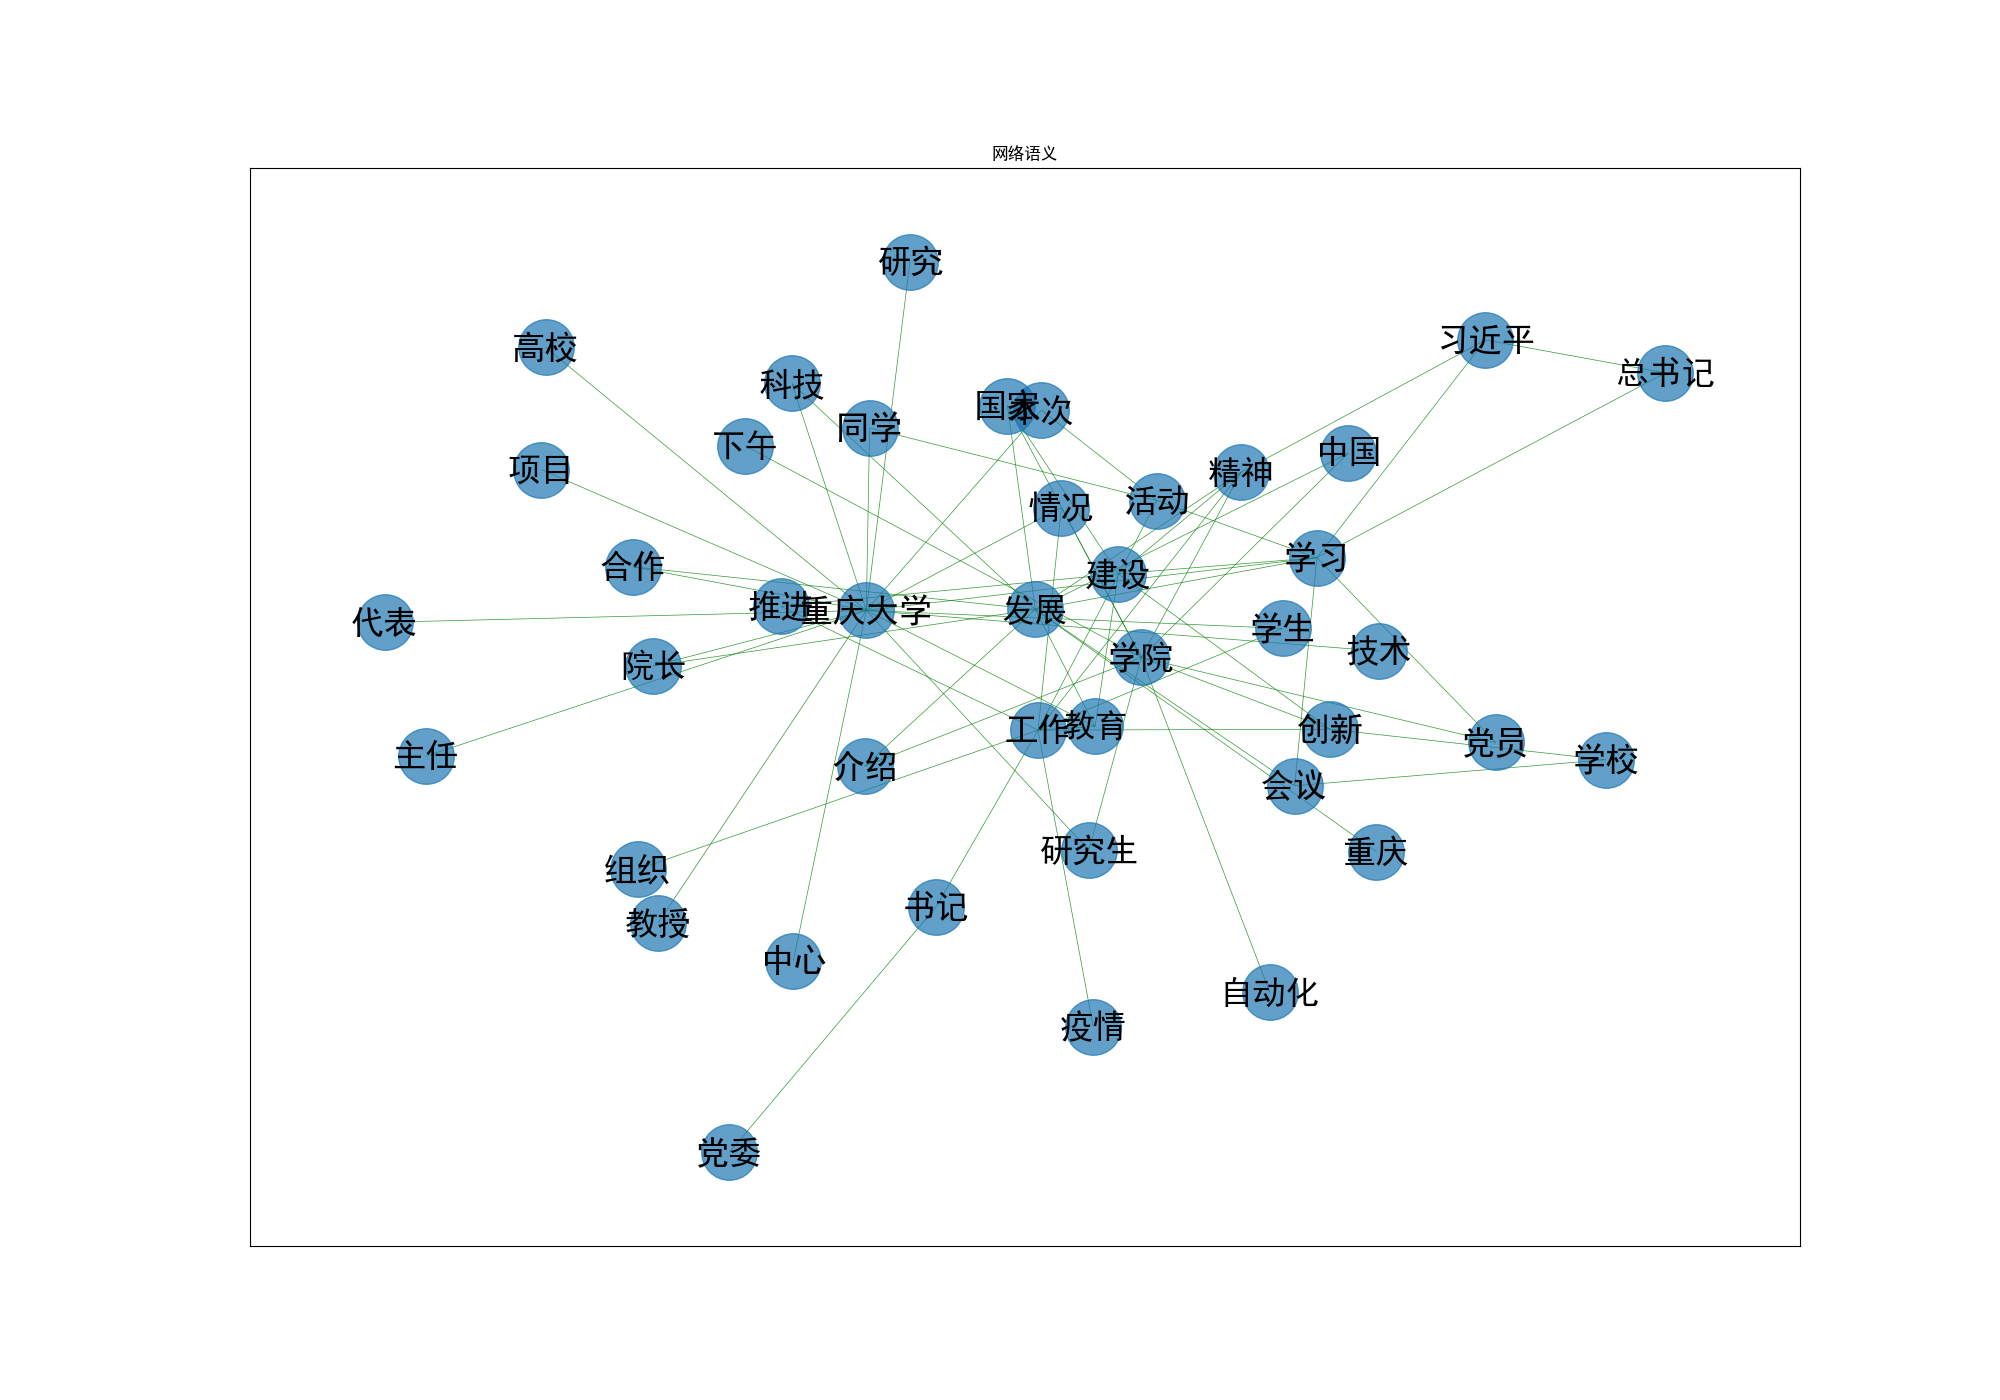 网络语义
研究
习近平
高校
总书记
科技
国家
本次
同学
下午
中国
项目
精神
活动
情况
学习
合作
建设
推进
重庆大学
发展
代表
学生
技术
学院
院长
教育
工作
创新
党员
主任
学校
介绍
会议
研究生
重庆
组织
书记
教授
中心
自动化
疫情
党委